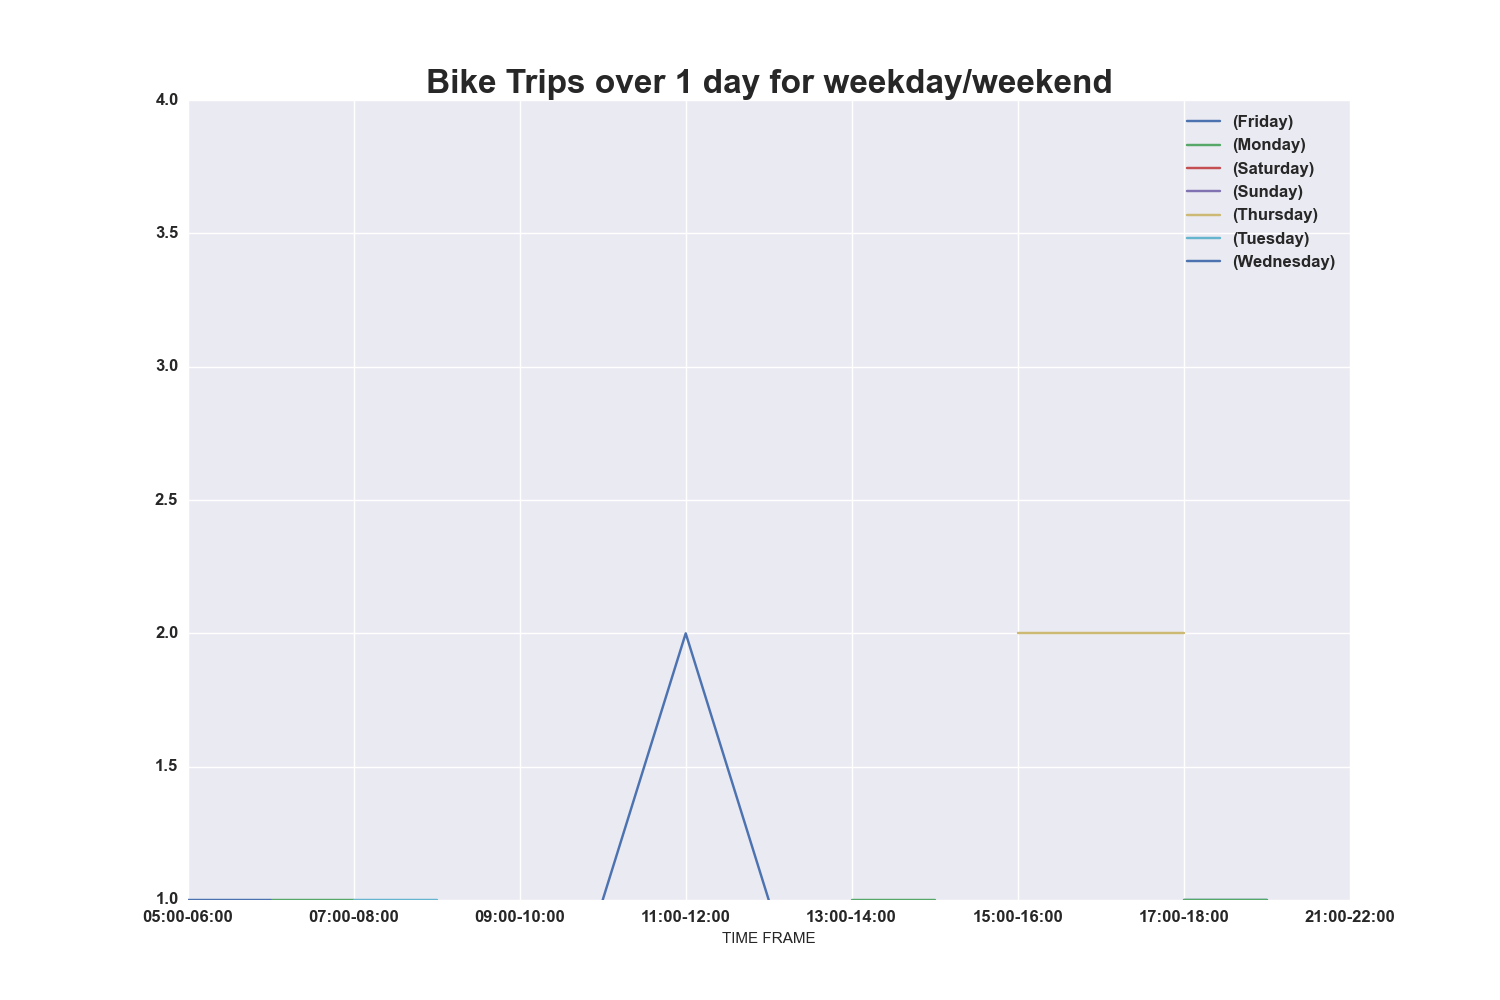 Bike Trips over 1 day for weekday/weekend
4.0
3.5
3.0
2.5
2.0
1.5
1.0
(Friday)
(Monday)
(Saturday)
(Sunday)
(Thursday)
(Tuesday)
(Wednesday)
05:00-06:00 07:00-08:00 09:00-10:00 11:00-12:00 13:00-14:00 15:00-16:00 17:00-18:00 21:00-22:00
TIME FRAME